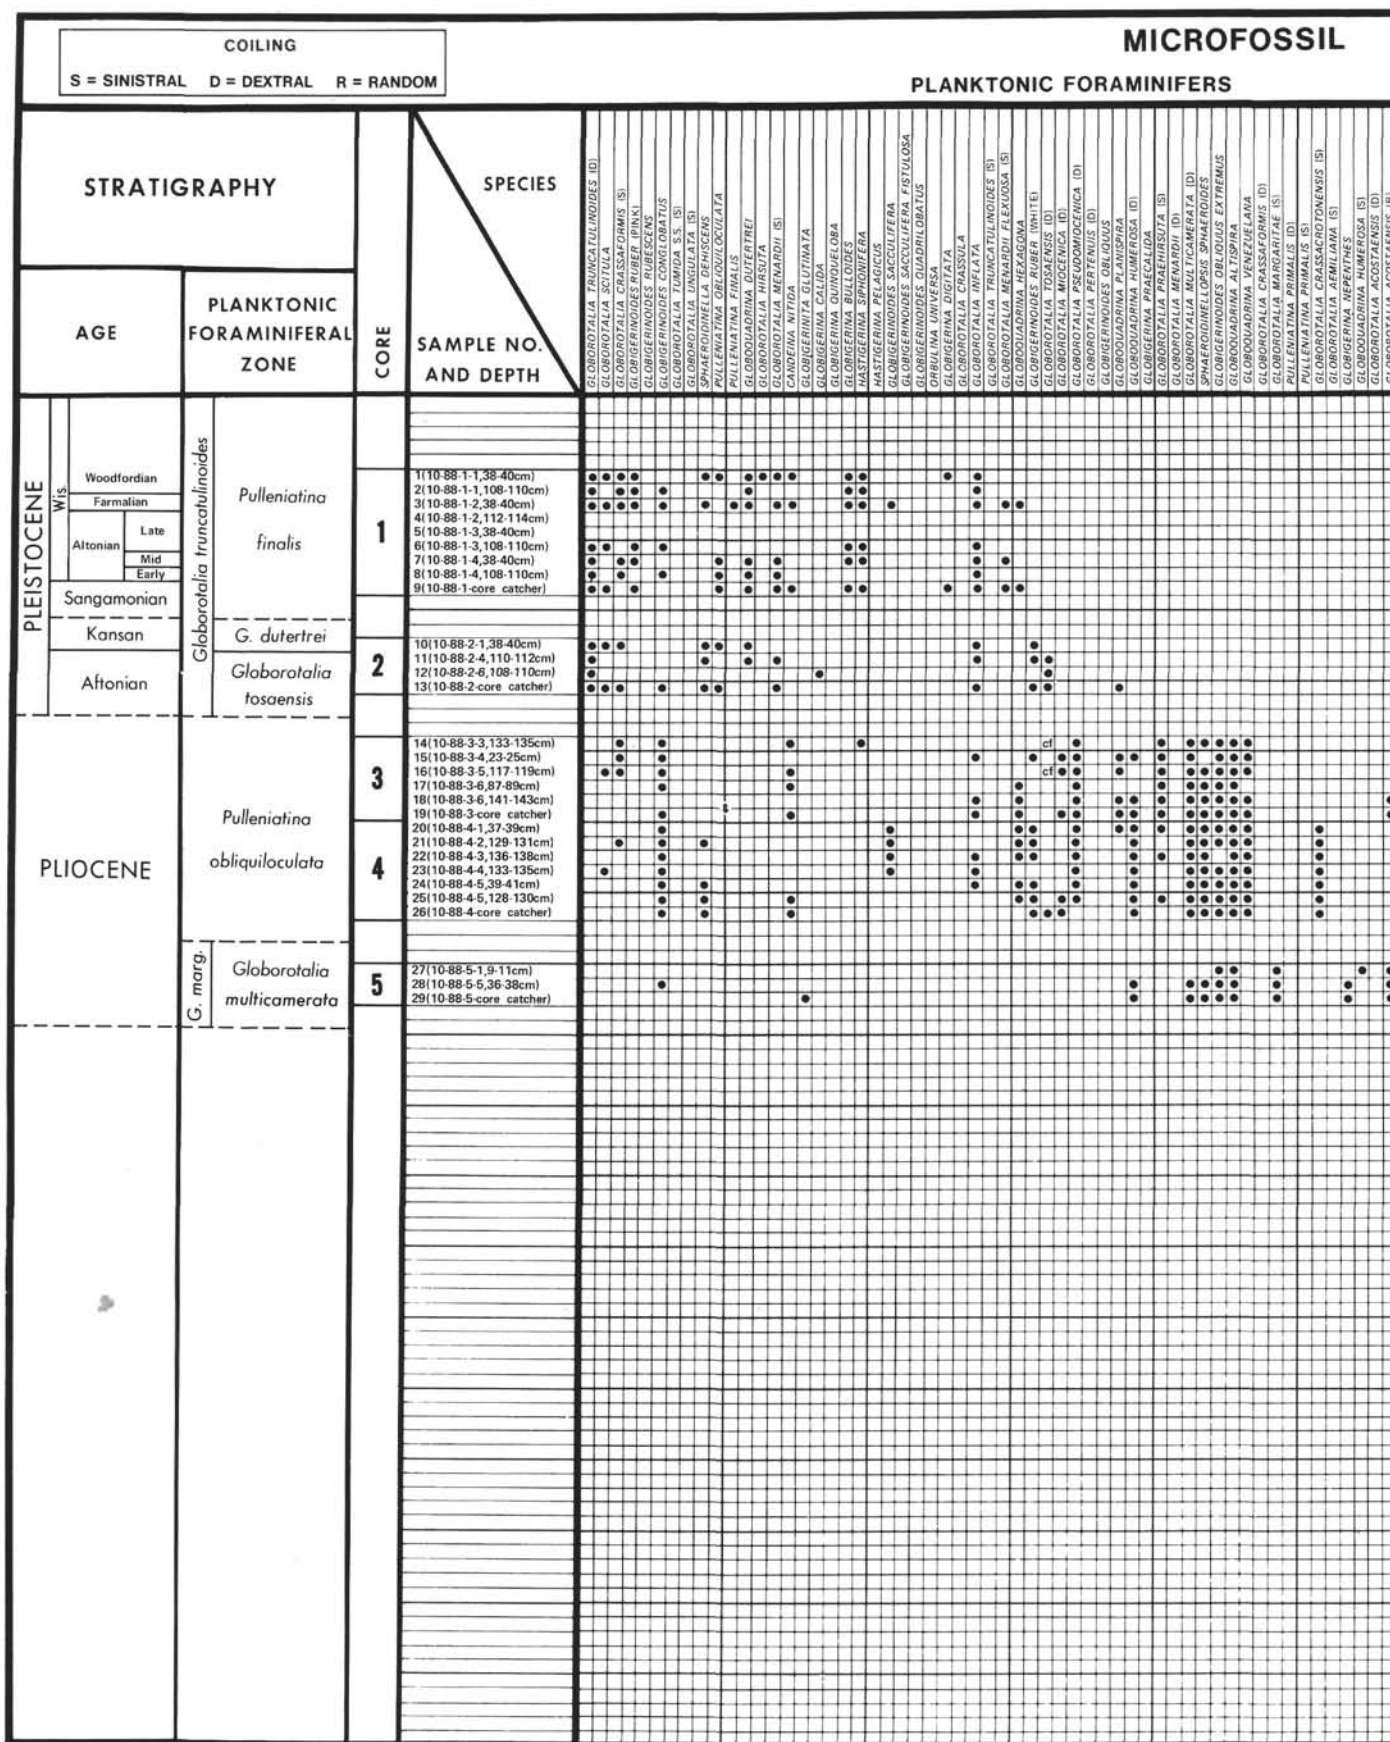 COILING
S = SINISTRAL D = DEXTRAL R = RANDOM
MICROFOSSIL
PLANKTONIC FORAMINIFERS
STRATIGRAPHY
AGE
PLANKTONIC
FORAMINIFERAL
ZONE
CORE
SPECIES
SAMPLE NO.
AND DEPTH
GLOBOROTALIA TRUNCATULINOIDES (D)
GLOBOROTALIA SCITULA
GLOBOROTALIA CRASSAFORMIS (S)
GLOBIGERINOIDES RUBER (PINK)
GLOBIGERINOIDES RUBESCENS
GLOBIGERINOIDES CONGLOBATUS
GLOBOROTALIA TUMIDA S.S. (S)
GLOBOROTALIA UNGULATA (S)
SPHAEROIDINELLA DEHISCENS
PULLENIATINA OBLIQUILOCULATA
PULLENIATINA FINALIS
GLOBOQUADRINA DUTERTREI
GLOBOROTALIA HIRSUTA
GLOBOROTALIA MENARDII (S)
CANDEINA NITIDA
GLOBIGERINITA GLUTINATA
GLOBIGERINA CALIDA
GLOBIGERINA QUINQUELOBA
GLOBIGERINA BULLOIDES
HASTIGERINA SIPHONIFERA
HASTIGERINA PELAGICUS
GLOBIGERINOIDES SACCULIFERA
GLOBIGERINOIDES SACCULIFERA FISTULOSA
GLOBIGERINOIDES QUADRILOBATUS
ORBULINA UNIVERSA
GLOBIGERINA DIGITATA
GLOBOROTALIA CRASSULA
GLOBOROTALIA INFLATA
GLOBOROTALIA TRUNCATULINOIDES (S)
GLOBOROTALIA MENARDII FLEXUOSA (S)
GLOBOQUADRINA HEXAGONA
GLOBIGERINOIDES RUBER (WHITE)
GLOBOROTALIA TOSAENSIS (D)
GLOBOROTALIA MIOCENICA (D)
GLOBOROTALIA PSEUDOMIOCENICA (D)
GLOBOROTALIA PERTENUIS (D)
GLOBIGERINOIDES OBLIQUUS
GLOBOQUADRINA PLANISPIRA
GLOBOQUADRINA HUMEROSA (D)
GLOBIGERINA PRAECALIDA
GLOBOROTALIA PRAEHIRSUTA (S)
GLOBOROTALIA MENARDII (D)
GLOBOROTALIA MULTICAMERATA (D)
SPHAEROIDINELLOPSIS SPHAEROIDES
GLOBIGERINOIDES OBLIQUUS EXTREMUS
GLOBOQUADRINA ALTISPIRA
GLOBOQUADRINA VENEZUELANA
GLOBOROTALIA CRASSAFORMIS (D)
GLOBOROTALIA MARGARITAE (S)
PULLENIATINA PRIMALIS (D)
PULLENIATINA PRIMALIS (S)
GLOBOROTALIA CRASSACROTONENSIS (S)
GLOBOROTALIA AEMILIANA (S)
GLOBIGERINA NEPENTHES
GLOBOQUADRINA HUMEROSA (S)
GLOBOROTALIA ACOSTAENSIS (D)
PLEISTOCENE
Wis.
Woodfordian
Farmalian
Altonian
Late
Mid
Early
Sangamonian
Kansan
Aftonian
Globorotalia truncatulinoides
Pulleniatina
finalis
G. dutertrei
Globorotalia
tosaensis
1
1(10-88-1-1,38-40cm)
2(10-88-1-1,108-110cm)
3(10-88-1-2,38-40cm)
4(10-88-1-2,112-114cm)
5(10-88-1-3,38-40cm)
6(10-88-1-3,108-110cm)
7(10-88-1-4,38-40cm)
8(10-88-1-4,108-110cm)
9(10-88-1-core catcher)
2
10(10-88-2-1,38-40cm)
11(10-88-2-4,110-112cm)
12(10-88-2-6,108-110cm)
13(10-88-2-core catcher)
PLIOCENE
Pulleniatina
obliquiloculata
3
14(10-88-3-3,133-135cm)
cf
15(10-88-3-4,23-25cm)
16(10-88-3-5,117-119cm)
cf
17(10-88-3-6,87-89cm)
18(10-88-3-6,141-143cm)
19(10-88-3-core catcher)
4
20(10-88-4-1,37-39cm)
21(10-88-4-2,129-131cm)
22(10-88-4-3,136-138cm)
23(10-88-4-4,133-135cm)
24(10-88-4-5,39-41cm)
25(10-88-4-5,128-130cm)
26(10-88-4-core catcher)
G. marg.
Globorotalia
multicamerata
5
27(10-88-5-1,9-11cm)
28(10-88-5-5,36-38cm)
29(10-88-5-core catcher)